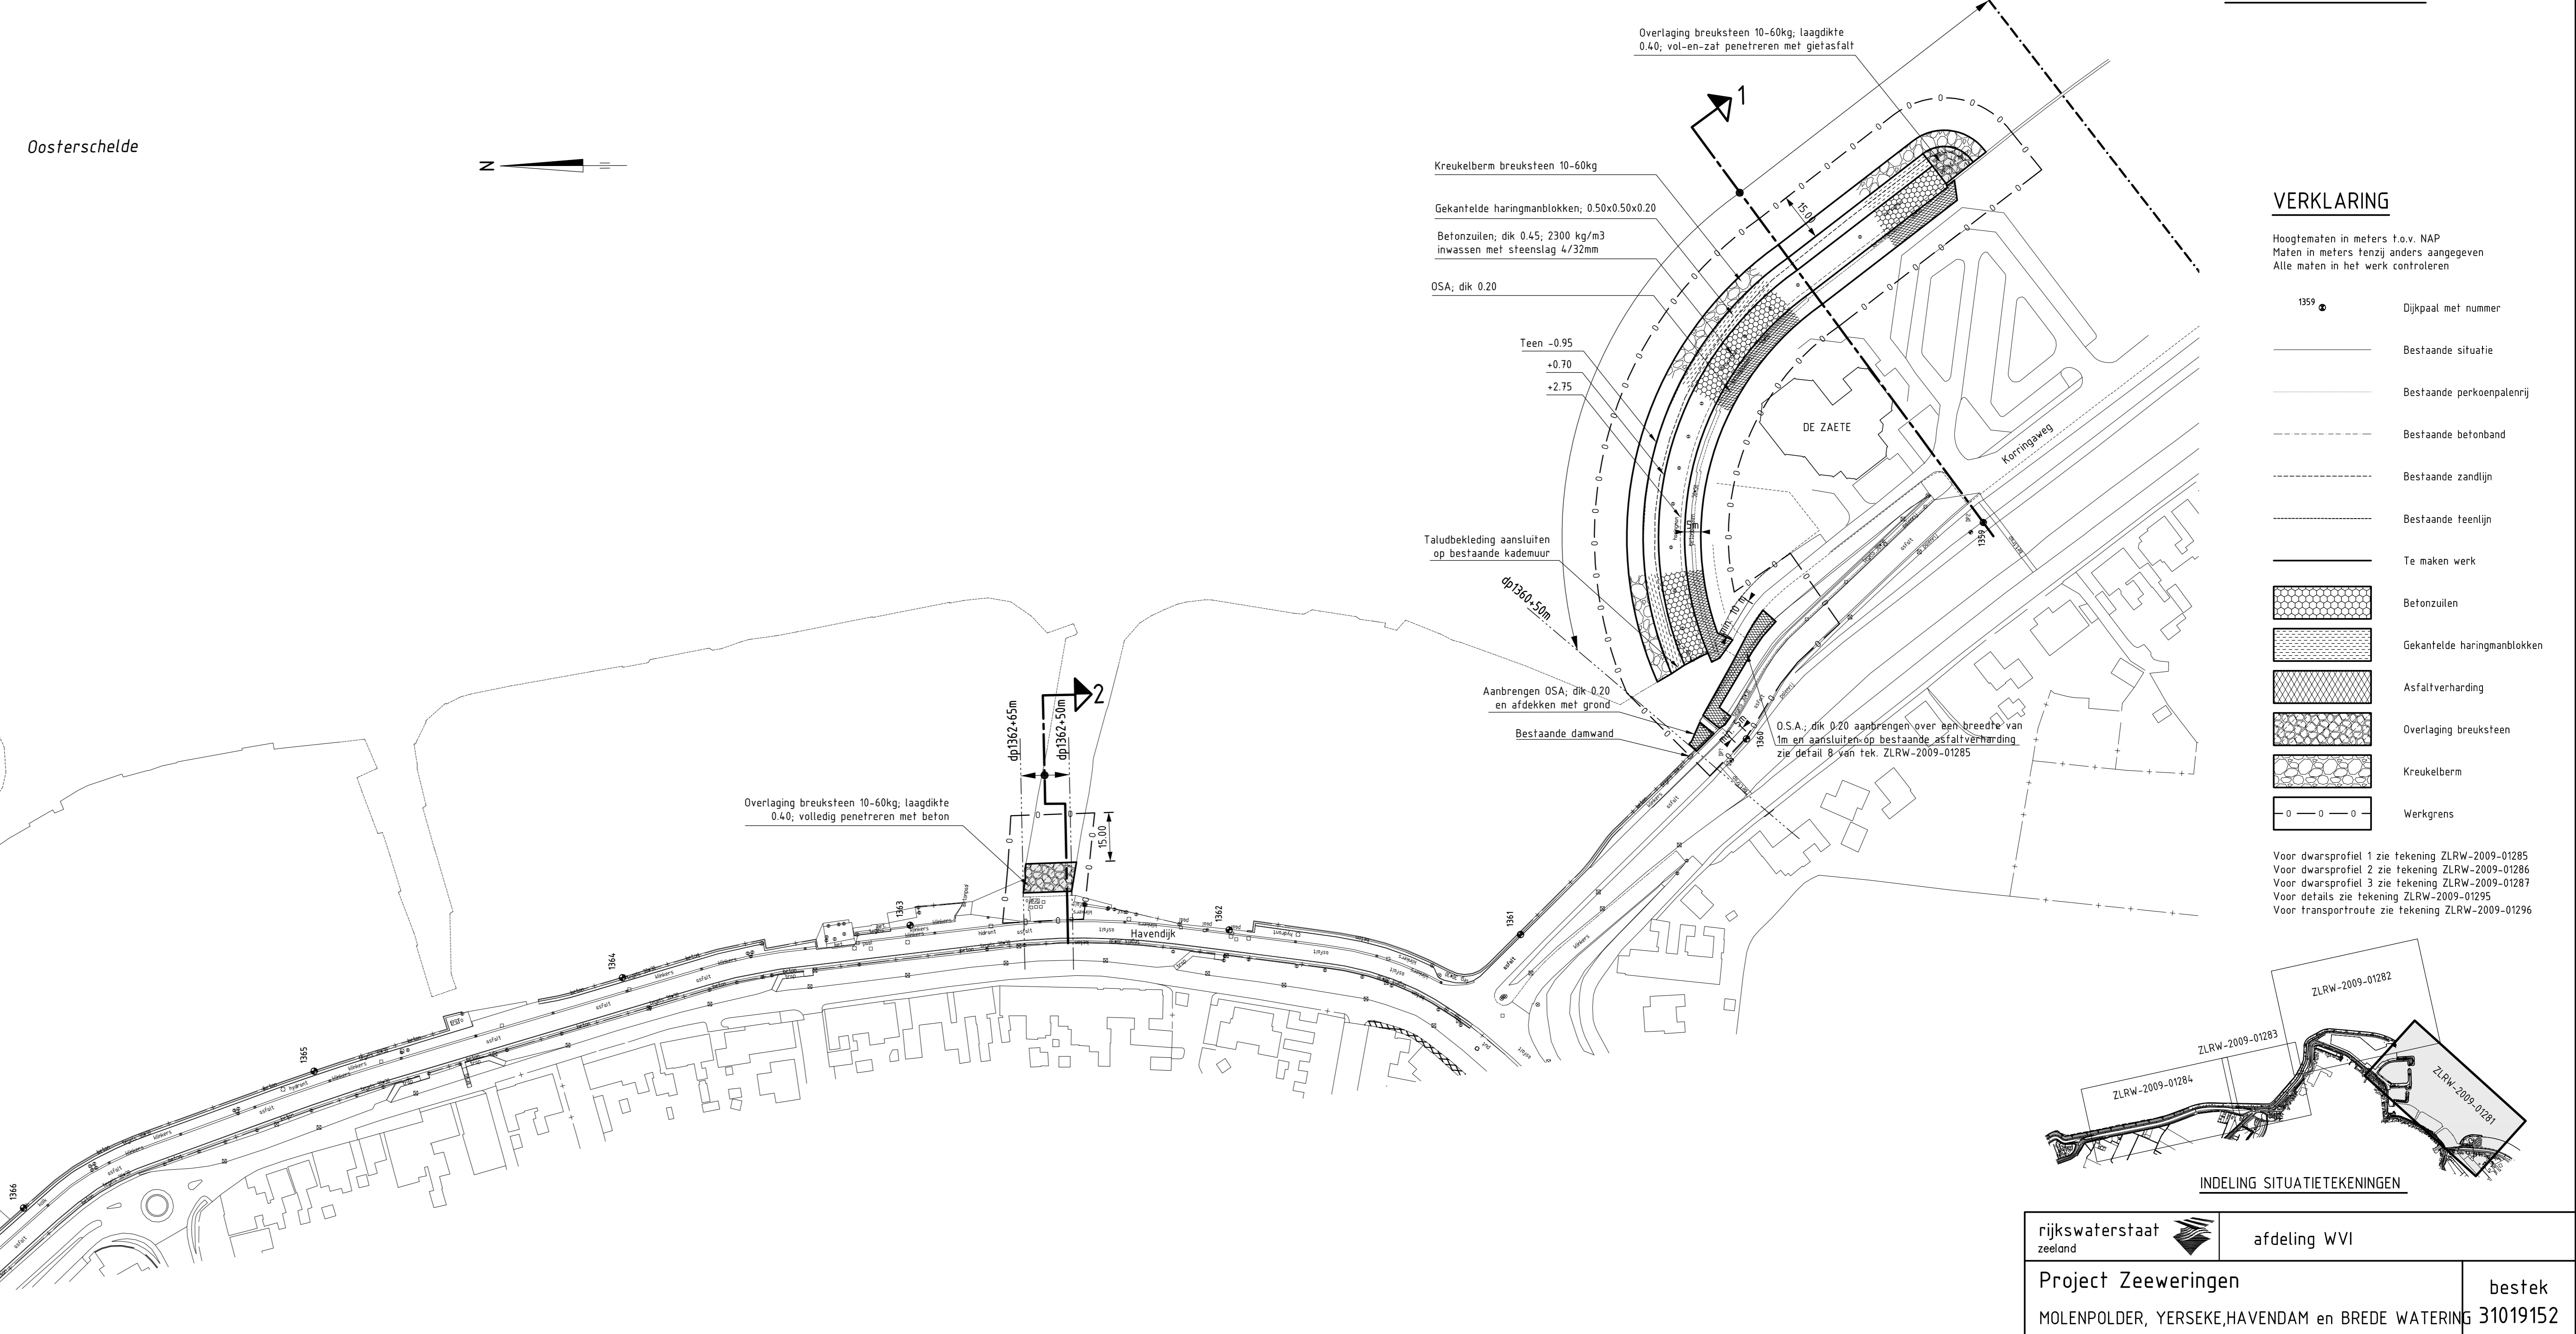 Oosterschelde
N
Overlaging breuksteen 10-60kg; laagdikte
0.40; vol-en-zat penetreren met gietasfalt
1
Kreukelberm breuksteen 10-60kg
Gekantelde haringmanblokken; 0.50x0.50x0.20
Betonzuilen; dik 0.45; 2300 kg/m3
inwassen met steenslag 4/32mm
OSA; dik 0.20
15.00
Teen -0.95
+0.70
+2.75
DE ZAETE
Korringaweg
Taludbekleding aansluiten
op bestaande kademuur
dp1360+50m
5m
min. 10 m
1359
Aanbrengen OSA; dik 0.20
en afdekken met grond
Bestaande damwand
O.S.A.; dik 0.20 aanbrengen over een breedte van
1m en aansluiten op bestaande asfaltverharding
zie detail 8 van tek. ZLRW-2009-01285
1360
2
dp1362+65m
dp1362+50m
Overlaging breuksteen 10-60kg; laagdikte
0.40; volledig penetreren met beton
15.00
Havendijk
1361
1362
1363
1364
1365
1366
VERKLARING
Hoogtematen in meters t.o.v. NAP
Maten in meters tenzij anders aangegeven
Alle maten in het werk controleren
1359 Dijkpaal met nummer
Bestaande situatie
Bestaande perkoenpalenrij
Bestaande betonband
Bestaande zandlijn
Bestaande teenlijn
Te maken werk
Betonzuilen
Gekantelde haringmanblokken
Asfaltverharding
Overlaging breuksteen
Kreukelberm
Werkgrens
Voor dwarsprofiel 1 zie tekening ZLRW-2009-01285
Voor dwarsprofiel 2 zie tekening ZLRW-2009-01286
Voor dwarsprofiel 3 zie tekening ZLRW-2009-01287
Voor details zie tekening ZLRW-2009-01295
Voor transportroute zie tekening ZLRW-2009-01296
ZLRW-2009-01282
ZLRW-2009-01283
ZLRW-2009-01284
ZLRW-2009-01281
INDELING SITUATIETEKENINGEN
rijkswaterstaat
zeeland
afdeling WVI
Project Zeeweringen
MOLENPOLDER, YERSEKE,HAVENDAM en BREDE WATERING
bestek
31019152